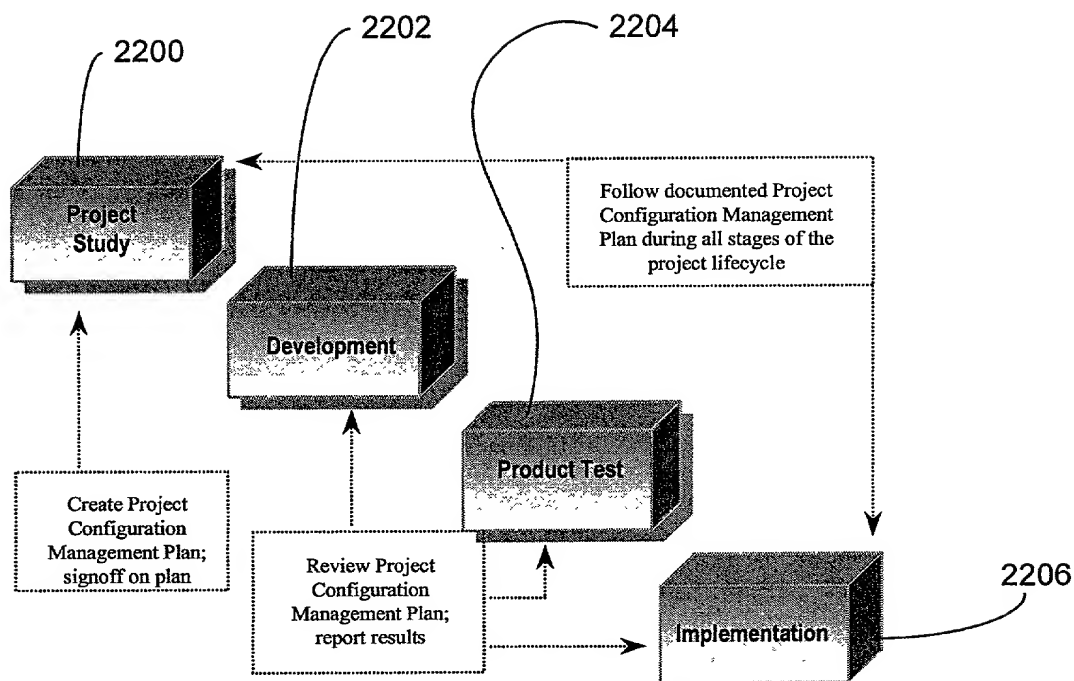 2200
2202
2204
Project
Study
Follow documented Project
Configuration Management
Plan during all stages of the
project lifecycle
Development
Product Test
Create Project
Configuration
Management Plan;
signoff on plan
Review Project
Configuration
Management Plan;
report results
Implementation
2206